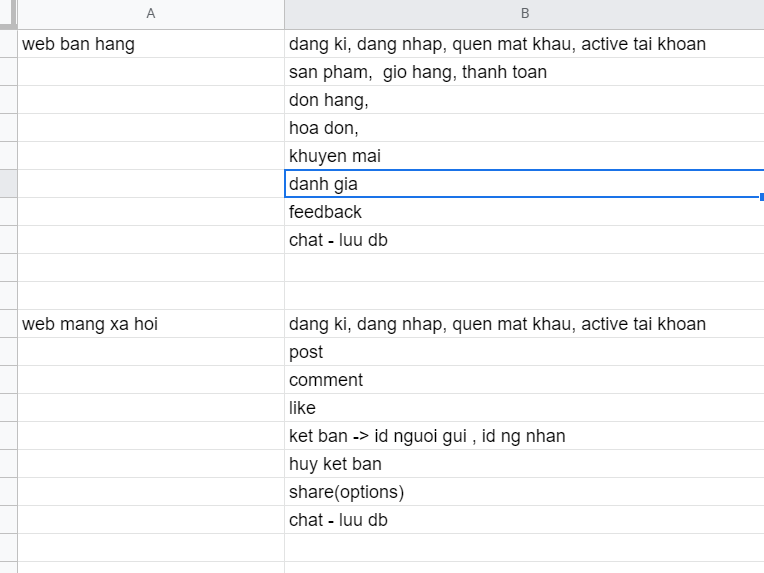 A B
web ban hang dang ki, dang nhap, quen mat khau, active tai khoan
san pham,  gio hang, thanh toan
don hang,
hoa don,
khuyen mai
danh gia
feedback
chat - luu db
web mang xa hoi dang ki, dang nhap, quen mat khau, active tai khoan
post
comment
like
ket ban -> id nguoi gui , id ng nhan
huy ket ban
share(options)
chat - luu db